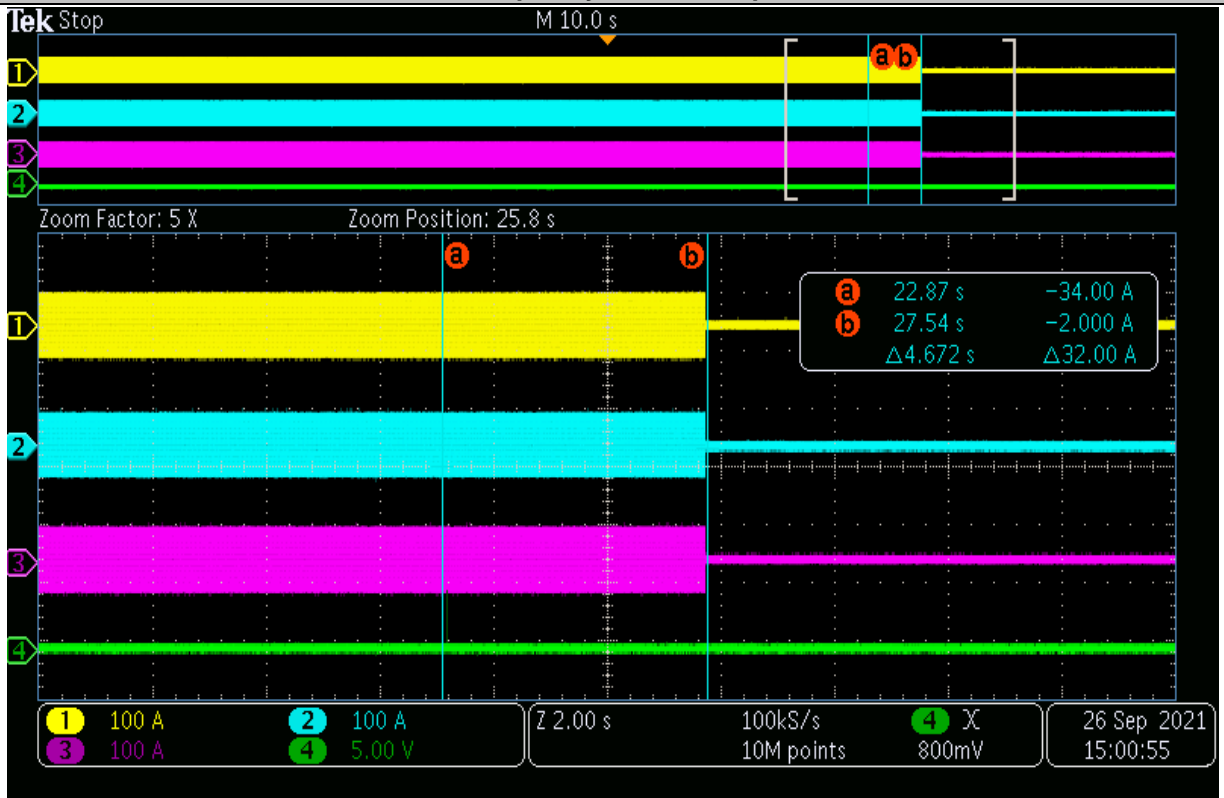 Tek Stop M 10.0 s
a b
1
2
3
4
Zoom Factor: 5 X Zoom Position: 25.8 s
a b
a 22.87 s −34.00 A
1 b 27.54 s −2.000 A
Δ4.672 s Δ32.00 A
2
3
4
1 100 A 2 100 A Z 2.00 s 100kS/s 4 X 26 Sep 2021
3 100 A 4 5.00 V 10M points 800mV 15:00:55